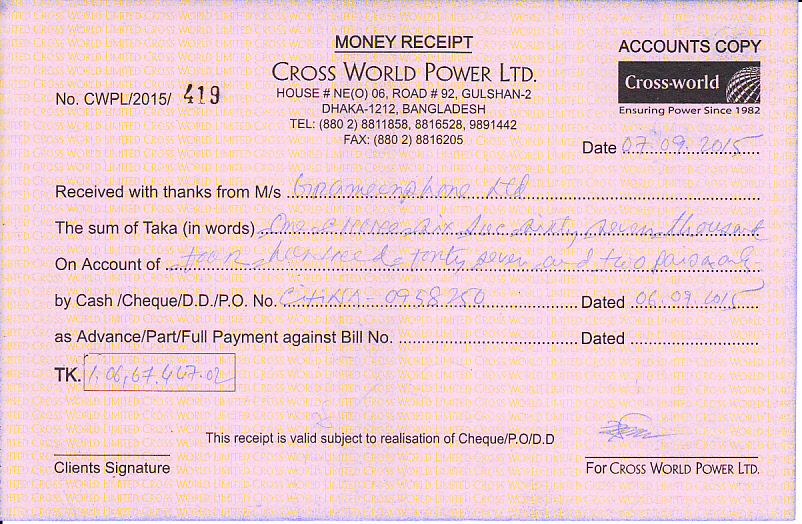 MONEY RECEIPT
ACCOUNTS COPY
CROSS WORLD POWER LTD.
Cross-world
Ensuring Power Since 1982
No. CWPL/2015/ 419
HOUSE # NE(O) 06, ROAD # 92, GULSHAN-2
DHAKA-1212, BANGLADESH
TEL: (880 2) 8811858, 8816528, 9891442
FAX: (880 2) 8816205
Date 07.09.2015
Received with thanks from M/s Grameenphone Ltd
The sum of Taka (in words) One crore six lac sixty seven thousand
On Account of four hundred forty seven and two paisa only
by Cash /Cheque/D.D./P.O. No. CitiNA - 0958250 Dated 06.09.2015
as Advance/Part/Full Payment against Bill No. Dated
TK. 1,06,67,447.02
This receipt is valid subject to realisation of Cheque/P.O/D.D
Clients Signature
For CROSS WORLD POWER LTD.